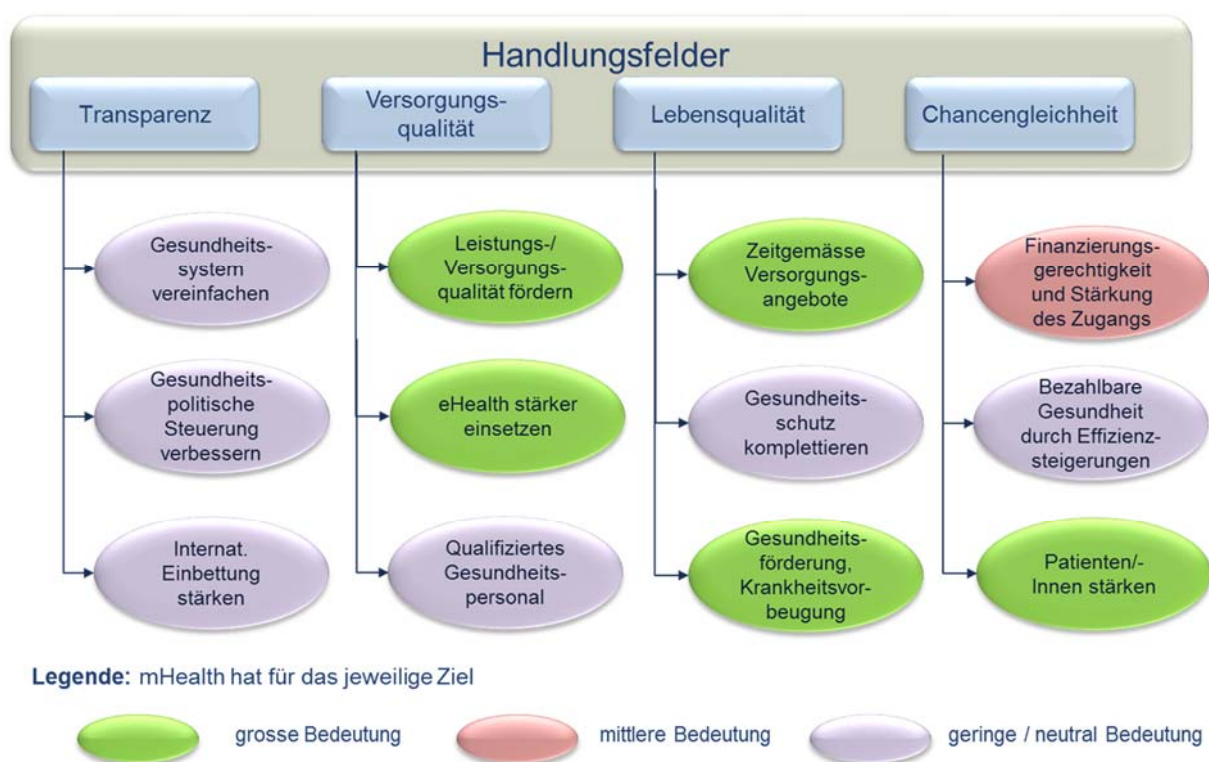 Handlungsfelder
Transparenz
Versorgungs-
qualität
Lebensqualität
Chancengleichheit
Gesundheits-
system
vereinfachen
Gesundheits-
politische
Steuerung
verbessern
Internat.
Einbettung
stärken
Leistungs-/
Versorgungs-
qualität fördern
eHealth stärker
einsetzen
Qualifiziertes
Gesundheits-
personal
Zeitgemässe
Versorgungs-
angebote
Gesundheits-
schutz
komplettieren
Gesundheits-
förderung,
Krankheitsvor-
beugung
Finanzierungs-
gerechtigkeit
und Stärkung
des Zugangs
Bezahlbare
Gesundheit
durch Effizienz-
steigerungen
Patienten/-
Innen stärken
Legende: mHealth hat für das jeweilige Ziel
grosse Bedeutung
mittlere Bedeutung
geringe / neutral Bedeutung